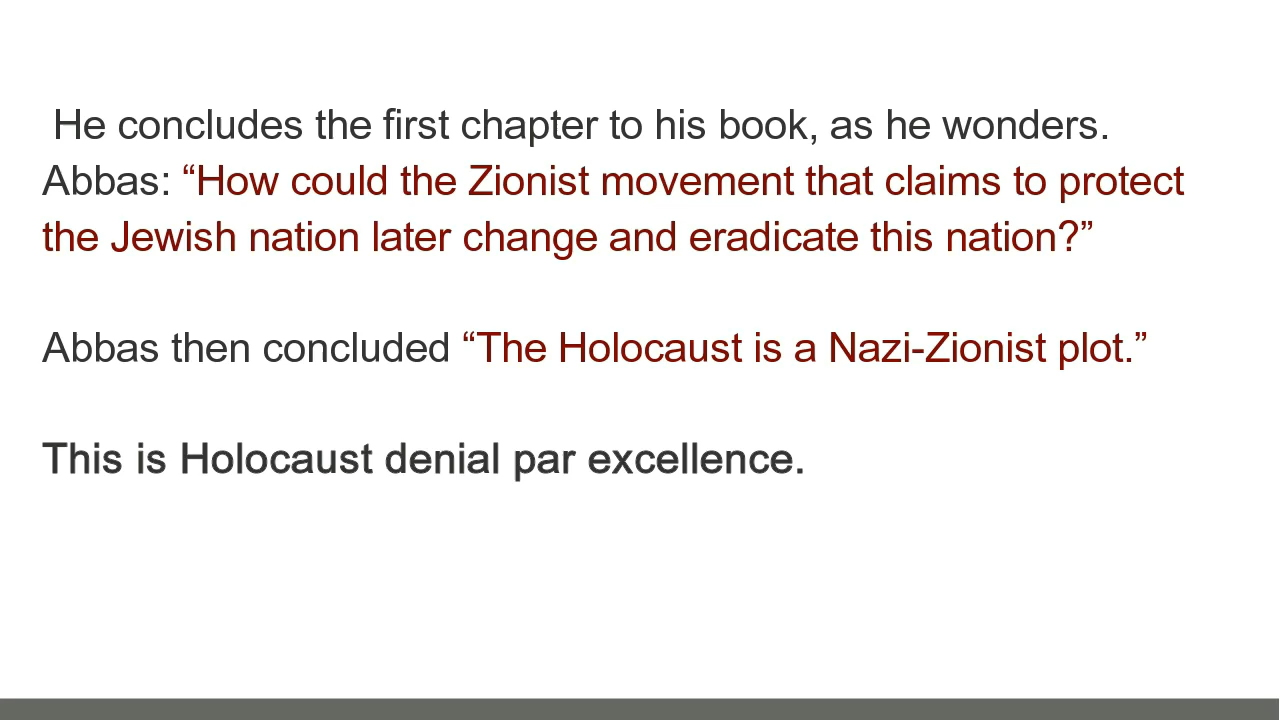 He concludes the first chapter to his book, as he wonders.
Abbas: “How could the Zionist movement that claims to protect
the Jewish nation later change and eradicate this nation?”
Abbas then concluded “The Holocaust is a Nazi-Zionist plot.”
This is Holocaust denial par excellence.